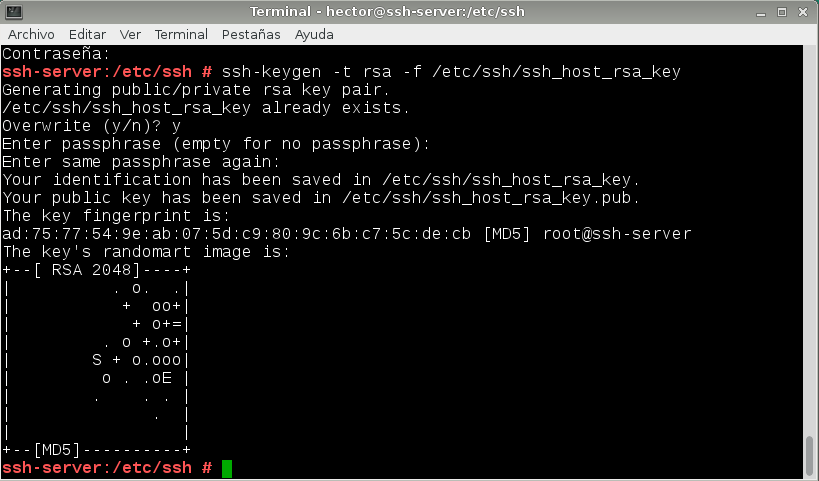 Terminal - hector@ssh-server:/etc/ssh
Archivo Editar Ver Terminal Pestañas Ayuda
Contraseña:
ssh-server:/etc/ssh # ssh-keygen -t rsa -f /etc/ssh/ssh_host_rsa_key
Generating public/private rsa key pair.
/etc/ssh/ssh_host_rsa_key already exists.
Overwrite (y/n)? y
Enter passphrase (empty for no passphrase):
Enter same passphrase again:
Your identification has been saved in /etc/ssh/ssh_host_rsa_key.
Your public key has been saved in /etc/ssh/ssh_host_rsa_key.pub.
The key fingerprint is:
ad:75:77:54:9e:ab:07:5d:c9:80:9c:6b:c7:5c:de:cb [MD5] root@ssh-server
The key's randomart image is:
+--[ RSA 2048]----+
|          . o.  .|
|           +  oo+|
|            + o+=|
|         . o +.o+|
|        S + o.ooo|
|         o . .oE |
|        .    . . |
|              .  |
|                 |
+--[MD5]----------+
ssh-server:/etc/ssh #